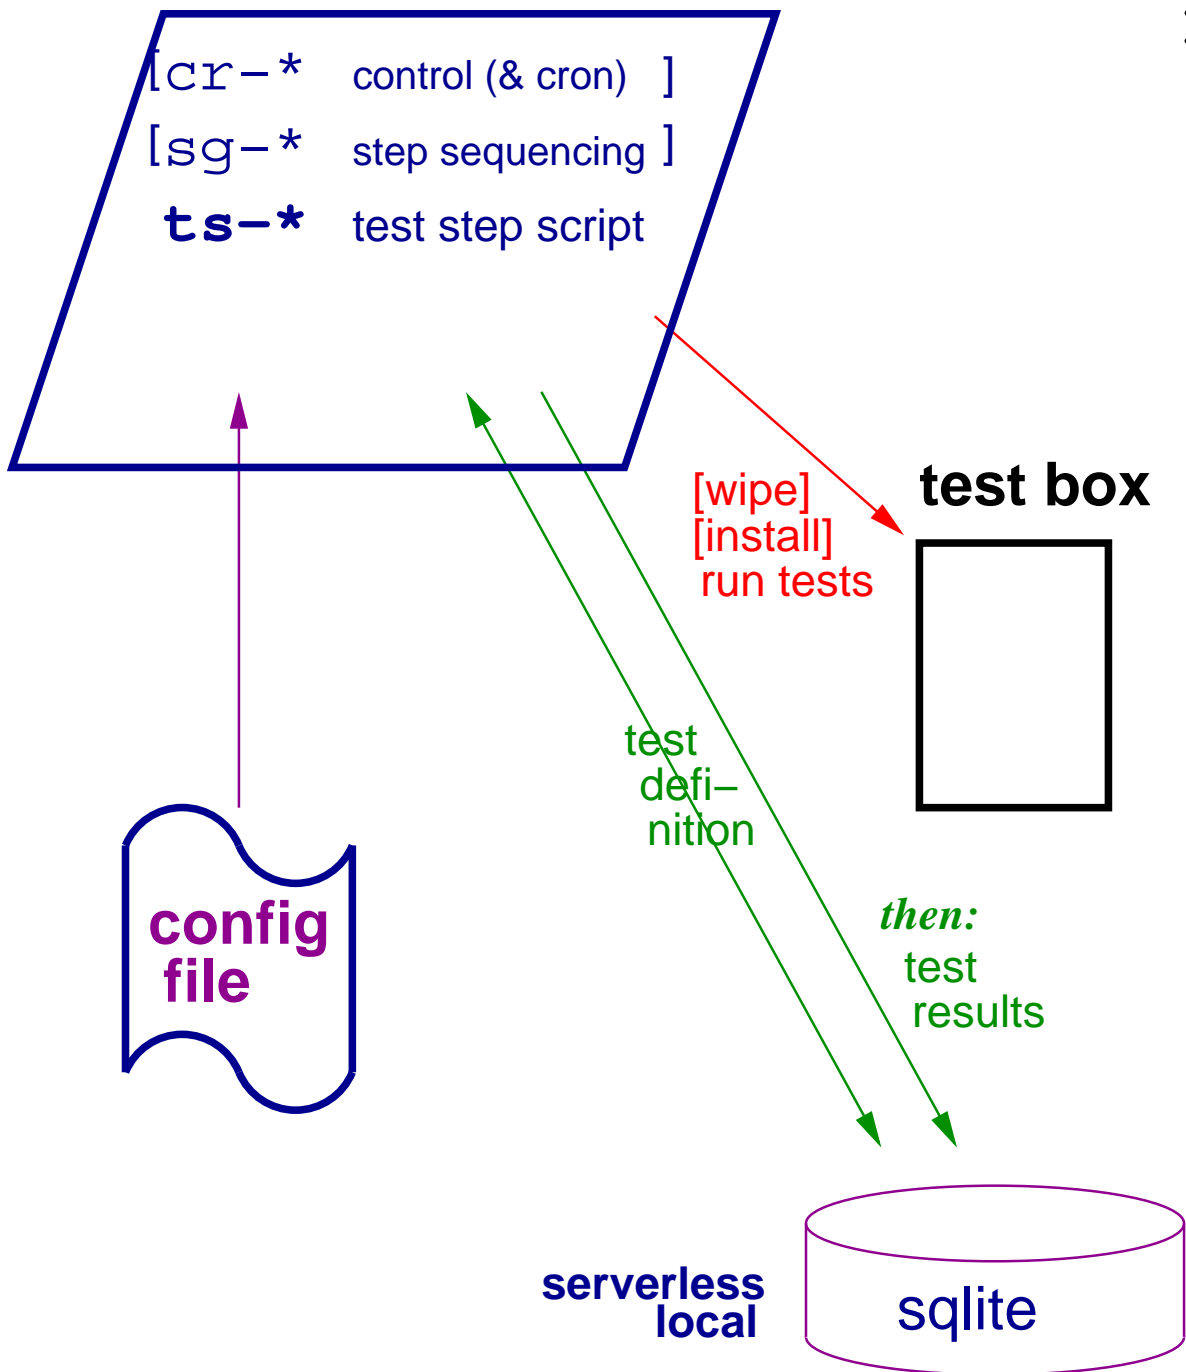 [cr-* control (& cron) ]
[sg-* step sequencing ]
ts-* test step script
[wipe]
[install]
run tests
test box
test
defi–
nition
config
file
then:
test
results
serverless
local
sqlite